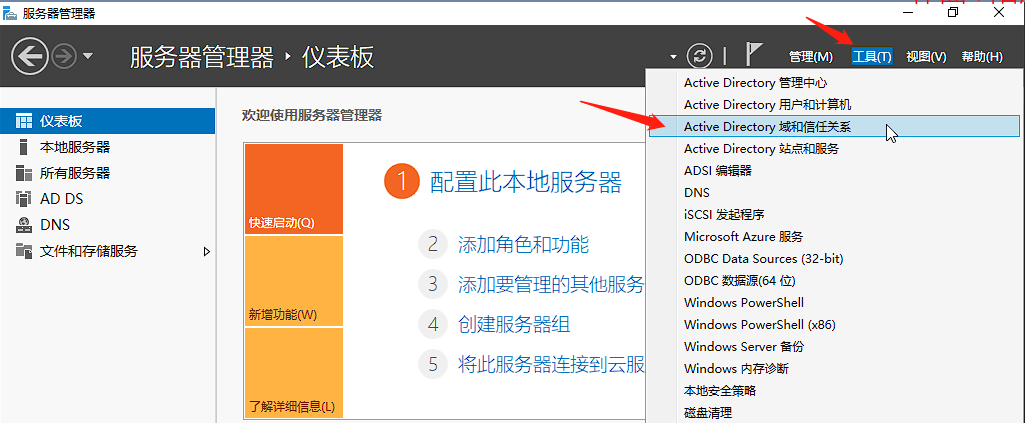 服务器管理器
服务器管理器 ‣ 仪表板
管理(M) 工具(T) 视图(V) 帮助(H)
仪表板
本地服务器
所有服务器
AD DS
DNS
文件和存储服务
欢迎使用服务器管理器
快速启动(Q)
新增功能(W)
了解详细信息(L)
1 配置此本地服务器
2 添加角色和功能
3 添加要管理的其他服务
4 创建服务器组
5 将此服务器连接到云服
Active Directory 管理中心
Active Directory 用户和计算机
Active Directory 域和信任关系
Active Directory 站点和服务
ADSI 编辑器
DNS
iSCSI 发起程序
Microsoft Azure 服务
ODBC Data Sources (32-bit)
ODBC 数据源(64 位)
Windows PowerShell
Windows PowerShell (x86)
Windows Server 备份
Windows 内存诊断
本地安全策略
磁盘清理